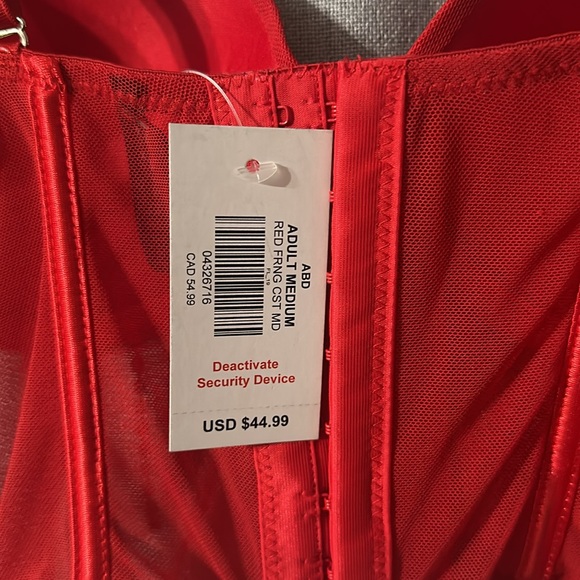 ABD
ADULT MEDIUM
RED FRNG CST MD
04326716
CAD 54.99
Deactivate
Security Device
USD $44.99